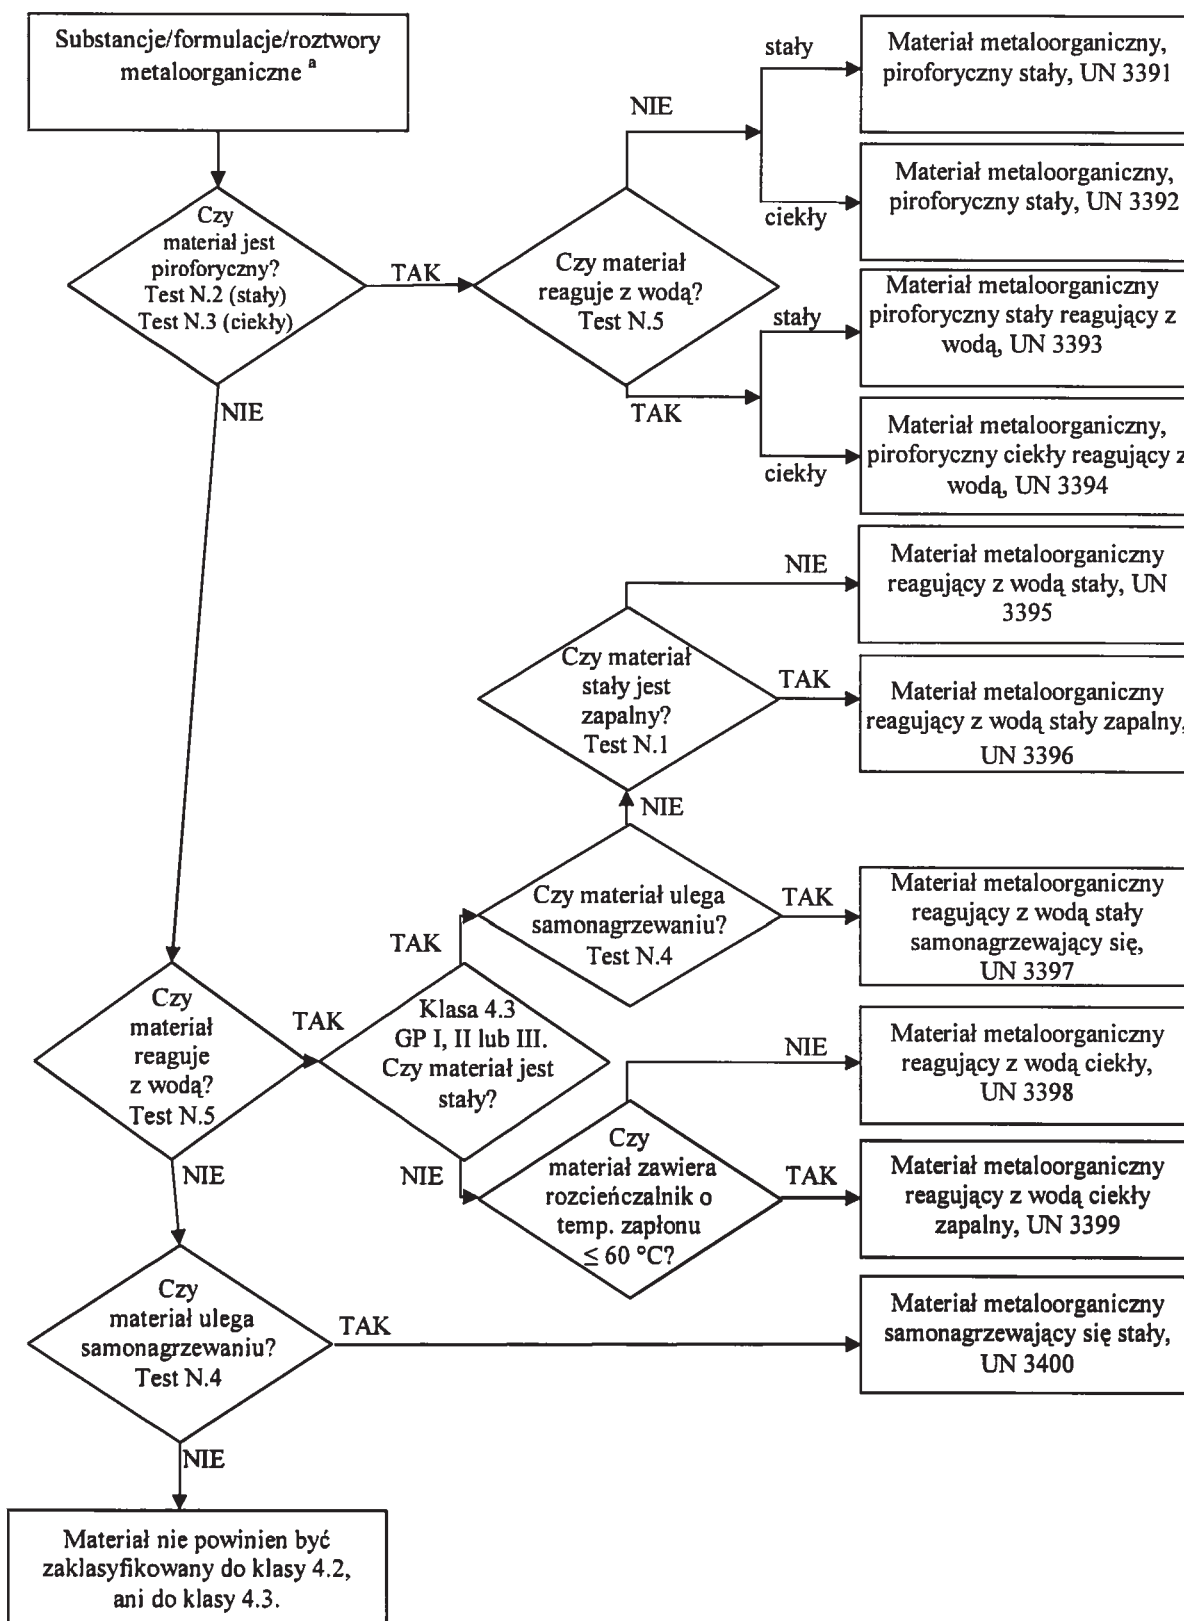 Substancje/formulacje/roztwory
metaloorganiczne ª
Czy
materiał jest
piroforyczny?
Test N.2 (stały)
Test N.3 (ciekły)
TAK
NIE
Czy materiał
reaguje z wodą?
Test N.5
NIE
stały
Materiał metaloorganiczny,
piroforyczny stały, UN 3391
ciekły
Materiał metaloorganiczny,
piroforyczny stały, UN 3392
TAK
stały
Materiał metaloorganiczny
piroforyczny stały reagujący z
wodą, UN 3393
ciekły
Materiał metaloorganiczny,
piroforyczny ciekły reagujący z
wodą, UN 3394
NIE
Materiał metaloorganiczny
reagujący z wodą stały, UN
3395
Czy materiał
stały jest
zapalny?
Test N.1
TAK
Materiał metaloorganiczny
reagujący z wodą stały zapalny,
UN 3396
NIE
Czy materiał ulega
samonagrzewaniu?
Test N.4
TAK
Materiał metaloorganiczny
reagujący z wodą stały
samonagrzewający się,
UN 3397
TAK
Czy
materiał
reaguje
z wodą?
Test N.5
TAK
Klasa 4.3
GP I, II lub III.
Czy materiał jest
stały?
NIE
Materiał metaloorganiczny
reagujący z wodą ciekły,
UN 3398
NIE
Czy
materiał zawiera
rozcieńczalnik o
temp. zapłonu
≤ 60 °C?
TAK
Materiał metaloorganiczny
reagujący z wodą ciekły
zapalny, UN 3399
NIE
Czy
materiał ulega
samonagrzewaniu?
Test N.4
TAK
Materiał metaloorganiczny
samonagrzewający się stały,
UN 3400
NIE
Materiał nie powinien być
zaklasyfikowany do klasy 4.2,
ani do klasy 4.3.